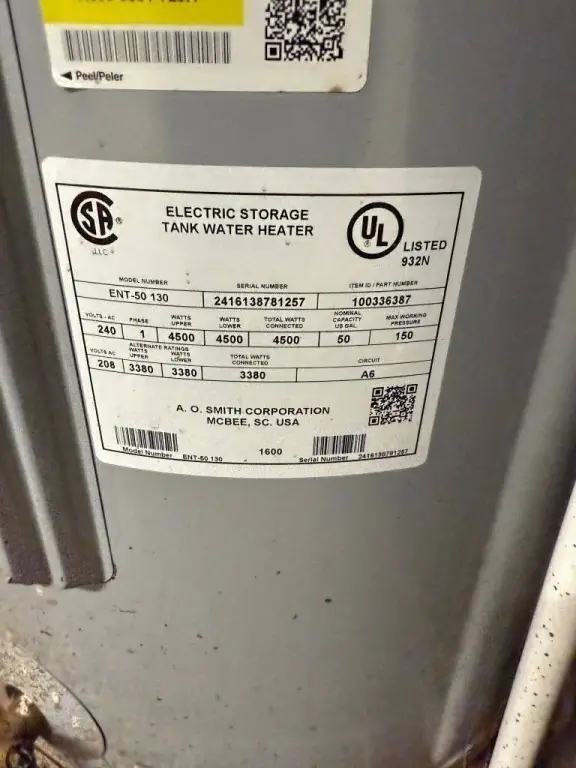 ◄ Peel/Peler
SA ®
LLC
ELECTRIC STORAGE
TANK WATER HEATER
UL ®
LISTED
932N
MODEL NUMBER SERIAL NUMBER ITEM ID / PART NUMBER
ENT-50 130 2416138781257 100336387
VOLTS - AC PHASE WATTS UPPER WATTS LOWER TOTAL WATTS CONNECTED NOMINAL CAPACITY US GAL MAX WORKING PRESSURE
240 1 4500 4500 4500 50 150
ALTERNATE RATINGS
VOLTS AC WATTS UPPER WATTS LOWER TOTAL WATTS CONNECTED CIRCUIT
208 3380 3380 3380 A6
A. O. SMITH CORPORATION
MCBEE, SC. USA
1600
Model Number ENT-50 130 Serial Number 2416138781257